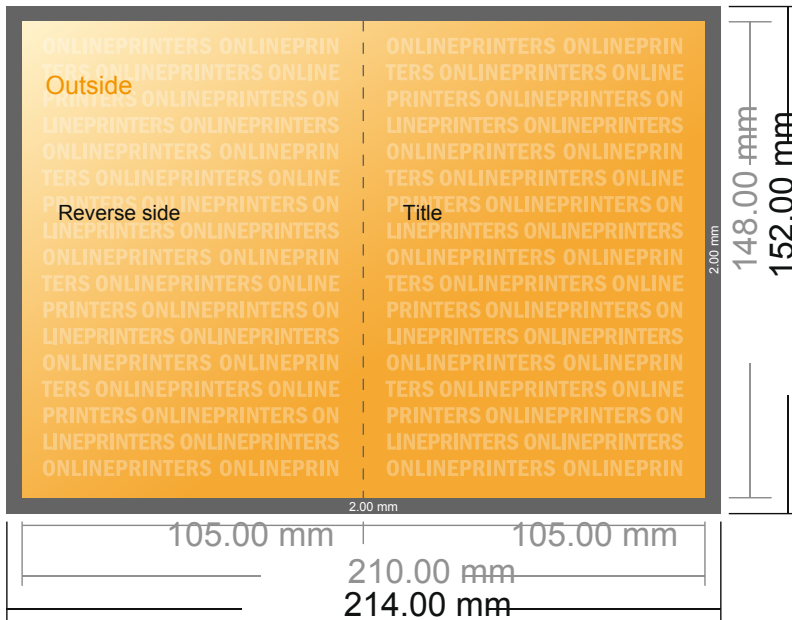 ONLINEPRINTERS ONLINEPRIN ONLINEPRINTERS ONLINEPRIN
TERS ONLINEPRINTERS ONLINE TERS ONLINEPRINTERS ONLINE
Outside
PRINTERS ONLINEPRINTERS ON PRINTERS ONLINEPRINTERS ON
LINEPRINTERS ONLINEPRINTERS LINEPRINTERS ONLINEPRINTERS
ONLINEPRINTERS ONLINEPRIN ONLINEPRINTERS ONLINEPRIN
TERS ONLINEPRINTERS ONLINE TERS ONLINEPRINTERS ONLINE
PRINTERS ONLINEPRINTERS ON PRINTERS ONLINEPRINTERS ON
Reverse side Title
LINEPRINTERS ONLINEPRINTERS LINEPRINTERS ONLINEPRINTERS
ONLINEPRINTERS ONLINEPRIN ONLINEPRINTERS ONLINEPRIN
TERS ONLINEPRINTERS ONLINE TERS ONLINEPRINTERS ONLINE
PRINTERS ONLINEPRINTERS ON PRINTERS ONLINEPRINTERS ON
LINEPRINTERS ONLINEPRINTERS LINEPRINTERS ONLINEPRINTERS
ONLINEPRINTERS ONLINEPRIN ONLINEPRINTERS ONLINEPRIN
TERS ONLINEPRINTERS ONLINE TERS ONLINEPRINTERS ONLINE
PRINTERS ONLINEPRINTERS ON PRINTERS ONLINEPRINTERS ON
LINEPRINTERS ONLINEPRINTERS LINEPRINTERS ONLINEPRINTERS
ONLINEPRINTERS ONLINEPRIN ONLINEPRINTERS ONLINEPRIN
2.00 mm
148.00 mm
152.00 mm
2.00 mm
105.00 mm 105.00 mm
210.00 mm
214.00 mm